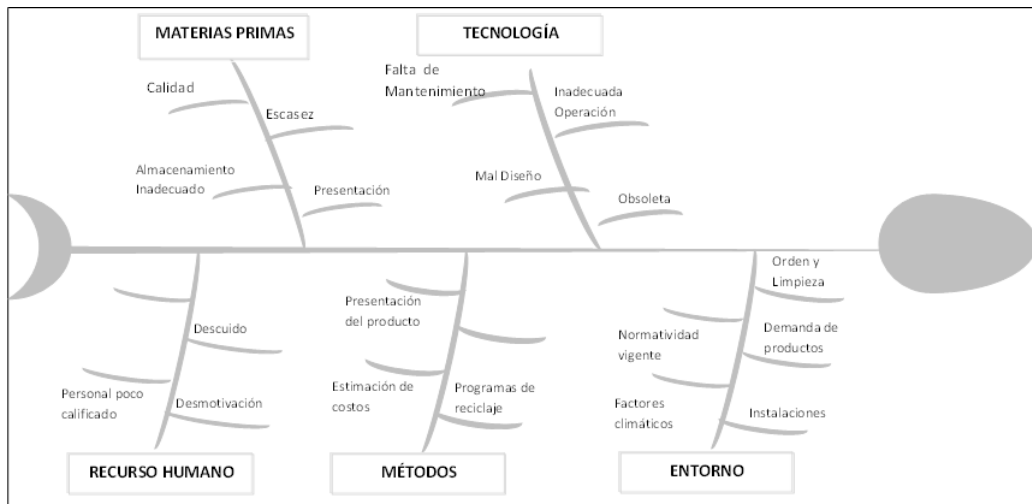 MATERIAS PRIMAS
TECNOLOGÍA
Calidad
Escasez
Almacenamiento
Inadecuado
Presentación
Falta de
Mantenimiento
Inadecuada
Operación
Mal Diseño
Obsoleta
Descuido
Personal poco
calificado
Desmotivación
Presentación
del producto
Estimación de
costos
Programas de
reciclaje
Orden y
Limpieza
Normatividad
vigente
Demanda de
productos
Factores
climáticos
Instalaciones
RECURSO HUMANO
MÉTODOS
ENTORNO